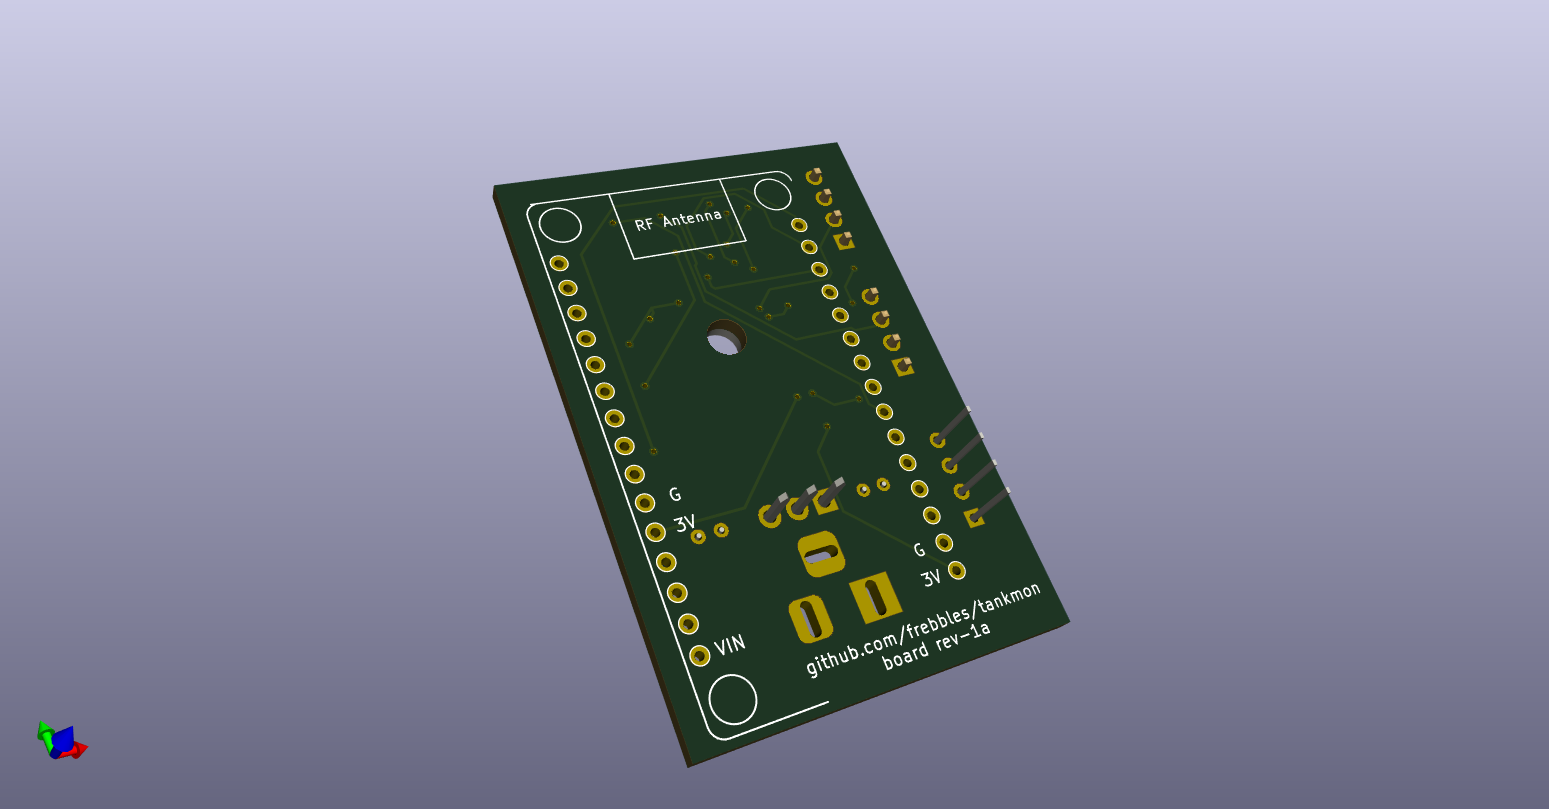 RF Antenna
G
3V
G
3V
VIN
github.com/frebbles/tankmon
board rev-1a